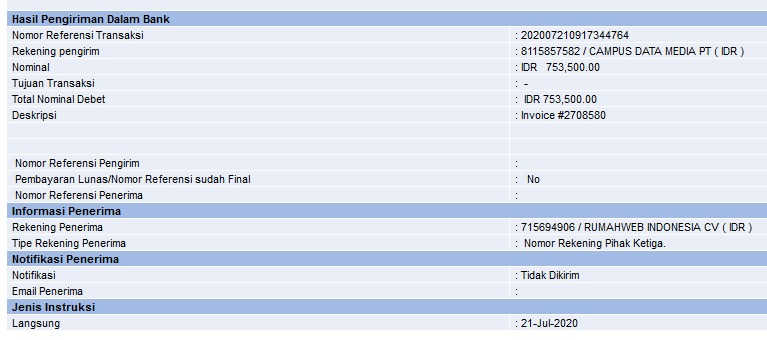 Hasil Pengiriman Dalam Bank
Nomor Referensi Transaksi : 202007210917344764
Rekening pengirim : 8115857582 / CAMPUS DATA MEDIA PT ( IDR )
Nominal : IDR 753,500.00
Tujuan Transaksi : -
Total Nominal Debet : IDR 753,500.00
Deskripsi : Invoice #2708580
Nomor Referensi Pengirim :
Pembayaran Lunas/Nomor Referensi sudah Final : No
Nomor Referensi Penerima :
Informasi Penerima
Rekening Penerima : 715694906 / RUMAHWEB INDONESIA CV ( IDR )
Tipe Rekening Penerima : Nomor Rekening Pihak Ketiga.
Notifikasi Penerima
Notifikasi : Tidak Dikirim
Email Penerima :
Jenis Instruksi
Langsung : 21-Jul-2020